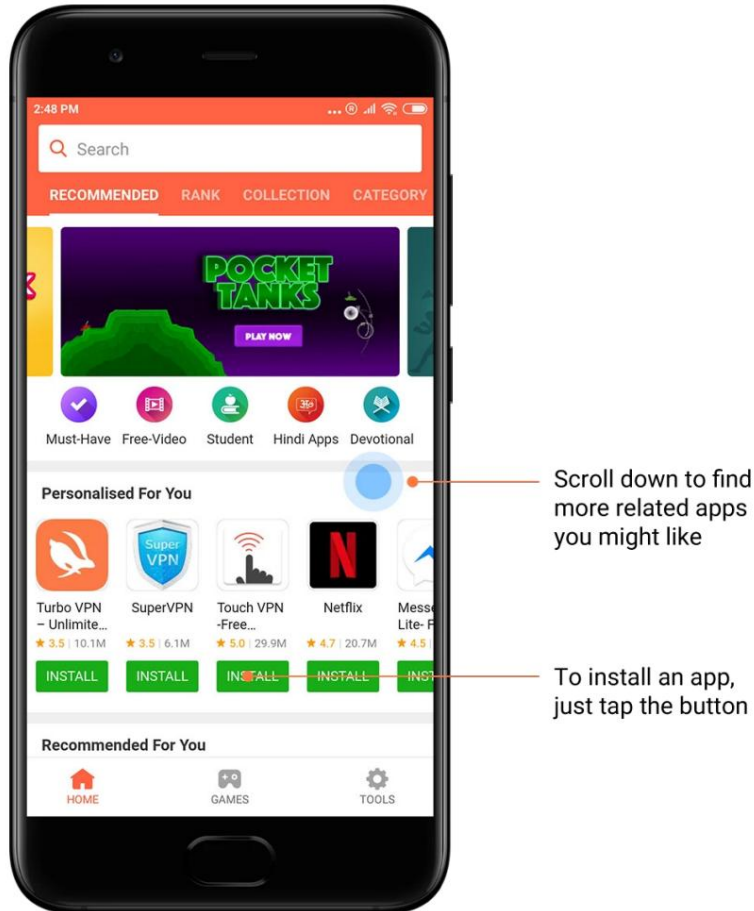 2:48 PM
Search
RECOMMENDED RANK COLLECTION CATEGORY
POCKET
TANKS
PLAY NOW
Must-Have Free-Video Student Hindi Apps Devotional
Scroll down to find
more related apps
you might like
Personalised For You
Super
VPN
N
Turbo VPN
– Unlimite...
SuperVPN
Touch VPN
-Free...
Netflix
Messe
Lite- F
3.5 | 10.1M 3.5 | 6.1M 5.0 | 29.9M 4.7 | 20.7M 4.5
INSTALL INSTALL INSTALL INSTALL INST
To install an app,
just tap the button
Recommended For You
HOME GAMES TOOLS